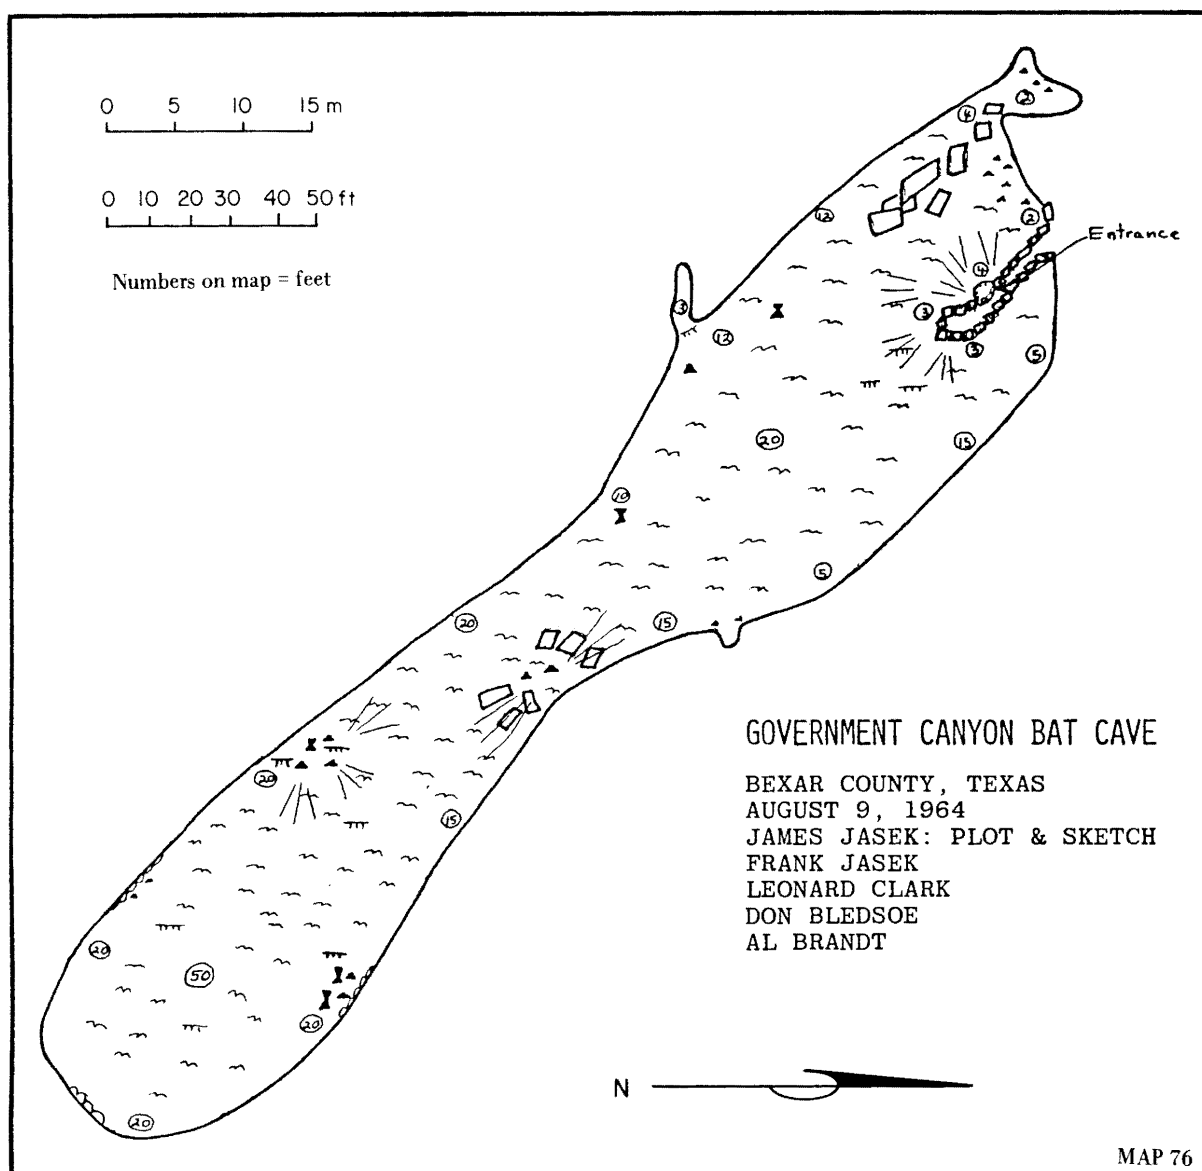 0 5 10 15 m
0 10 20 30 40 50 ft
Numbers on map = feet
2
4
12
2
Entrance
4
3
3
12
3
5
20
15
10
5
20
15
20
15
20
50
20
20
GOVERNMENT CANYON BAT CAVE
BEXAR COUNTY, TEXAS
AUGUST 9, 1964
JAMES JASEK: PLOT & SKETCH
FRANK JASEK
LEONARD CLARK
DON BLEDSOE
AL BRANDT
N
MAP 76